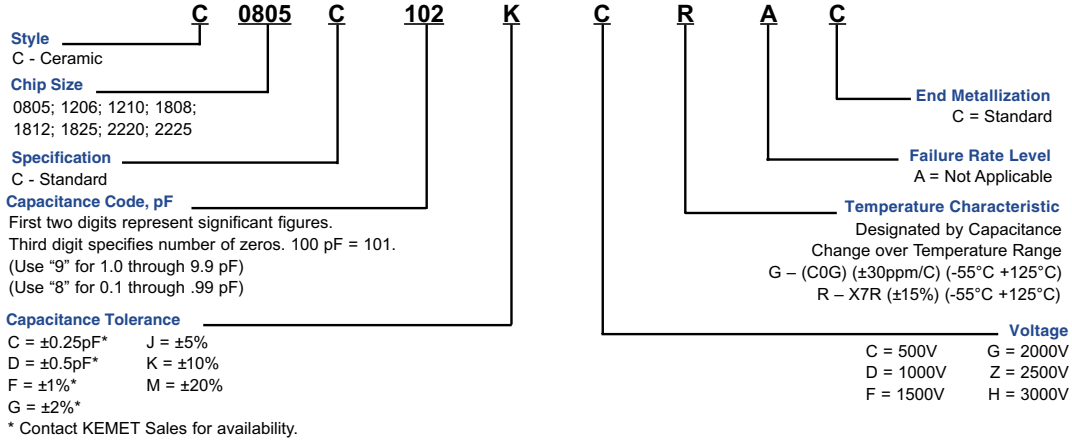 C 0805 C 102 K C R A C
Style
C - Ceramic
Chip Size
0805; 1206; 1210; 1808;
1812; 1825; 2220; 2225
Specification
C - Standard
Capacitance Code, pF
First two digits represent significant figures.
Third digit specifies number of zeros. 100 pF = 101.
(Use “9” for 1.0 through 9.9 pF)
(Use “8” for 0.1 through .99 pF)
Capacitance Tolerance
C = ±0.25pF* J = ±5%
D = ±0.5pF* K = ±10%
F = ±1%* M = ±20%
G = ±2%*
* Contact KEMET Sales for availability.
End Metallization
C = Standard
Failure Rate Level
A = Not Applicable
Temperature Characteristic
Designated by Capacitance
Change over Temperature Range
G – (C0G) (±30ppm/C) (-55°C +125°C)
R – X7R (±15%) (-55°C +125°C)
Voltage
C = 500V G = 2000V
D = 1000V Z = 2500V
F = 1500V H = 3000V